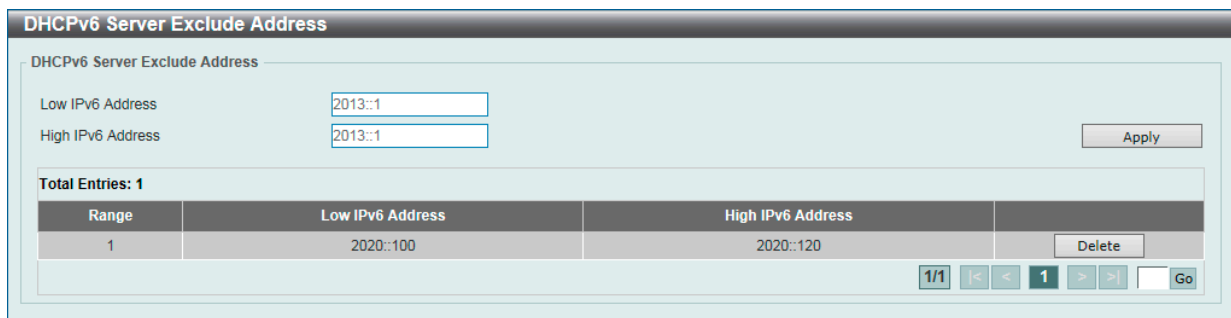 DHCPv6 Server Exclude Address
DHCPv6 Server Exclude Address
Low IPv6 Address 2013::1
High IPv6 Address 2013::1 Apply
Total Entries: 1
Range Low IPv6 Address High IPv6 Address
1 2020::100 2020::120 Delete
1/1 |< < 1 > >| Go